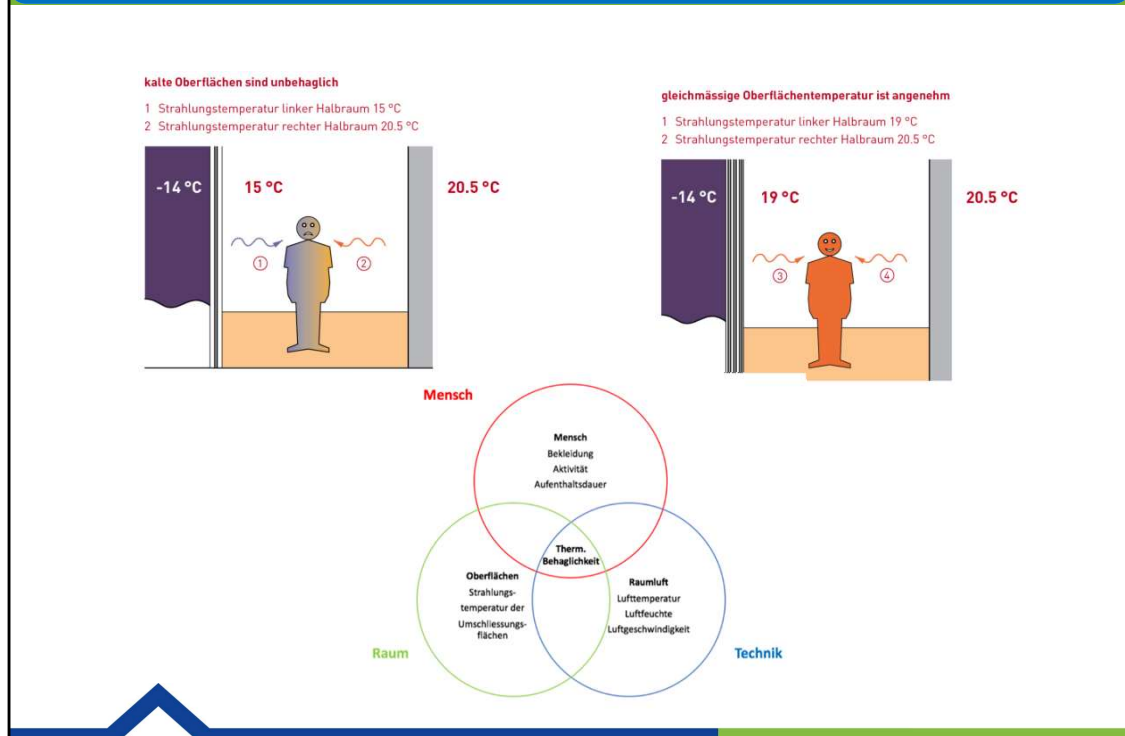 kalte Oberflächen sind unbehaglich
1 Strahlungstemperatur linker Halbraum 15 °C
2 Strahlungstemperatur rechter Halbraum 20.5 °C
-14 °C
15 °C
20.5 °C
1
2
gleichmässige Oberflächentemperatur ist angenehm
1 Strahlungstemperatur linker Halbraum 19 °C
2 Strahlungstemperatur rechter Halbraum 20.5 °C
-14 °C
19 °C
20.5 °C
3
4
Mensch
Mensch
Bekleidung
Aktivität
Aufenthaltsdauer
Therm.
Behaglichkeit
Oberflächen
Strahlungs-
temperatur der
Umschliessungs-
flächen
Raumluft
Lufttemperatur
Luftfeuchte
Luftgeschwindigkeit
Raum
Technik